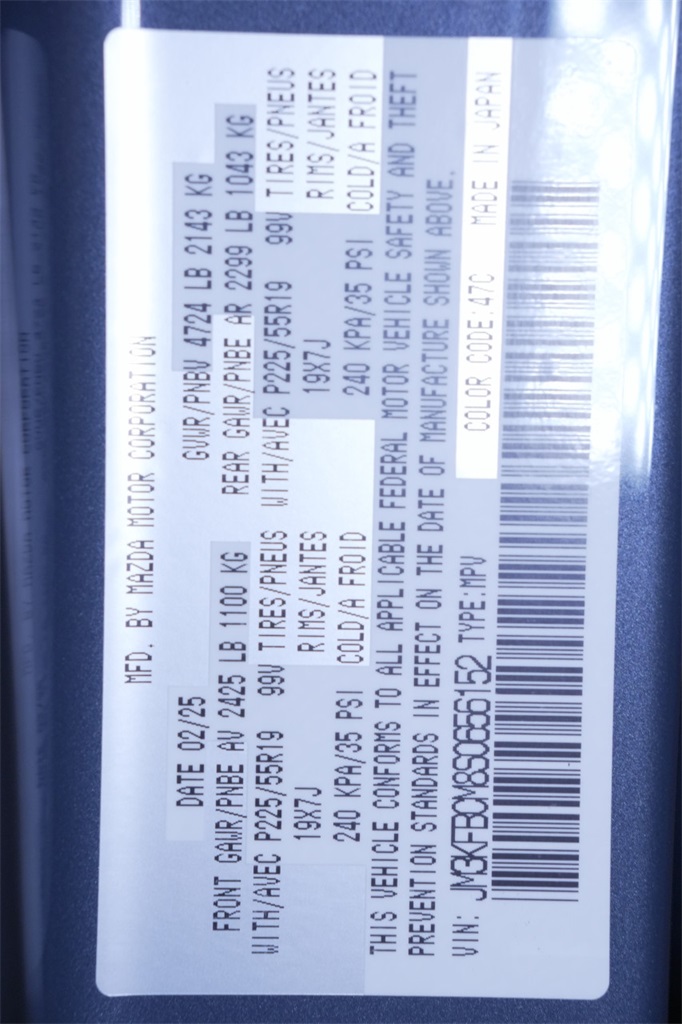 MFD. BY MAZDA MOTOR CORPORATION
DATE 02/25 GVWR/PNBV 4724 LB 2143 KG
FRONT GAWR/PNBE AV 2425 LB 1100 KG REAR GAWR/PNBE AR 2299 LB 1043 KG
WITH/AVEC P225/55R19 99V TIRES/PNEUS WITH/AVEC P225/55R19 99V TIRES/PNEUS
19X7J RIMS/JANTES 19X7J RIMS/JANTES
240 KPA/35 PSI COLD/A FROID 240 KPA/35 PSI COLD/A FROID
THIS VEHICLE CONFORMS TO ALL APPLICABLE FEDERAL MOTOR VEHICLE SAFETY AND THEFT
PREVENTION STANDARDS IN EFFECT ON THE DATE OF MANUFACTURE SHOWN ABOVE.
VIN: JM3KFBCM8S0656152 TYPE:MPV COLOR CODE:47C MADE IN JAPAN